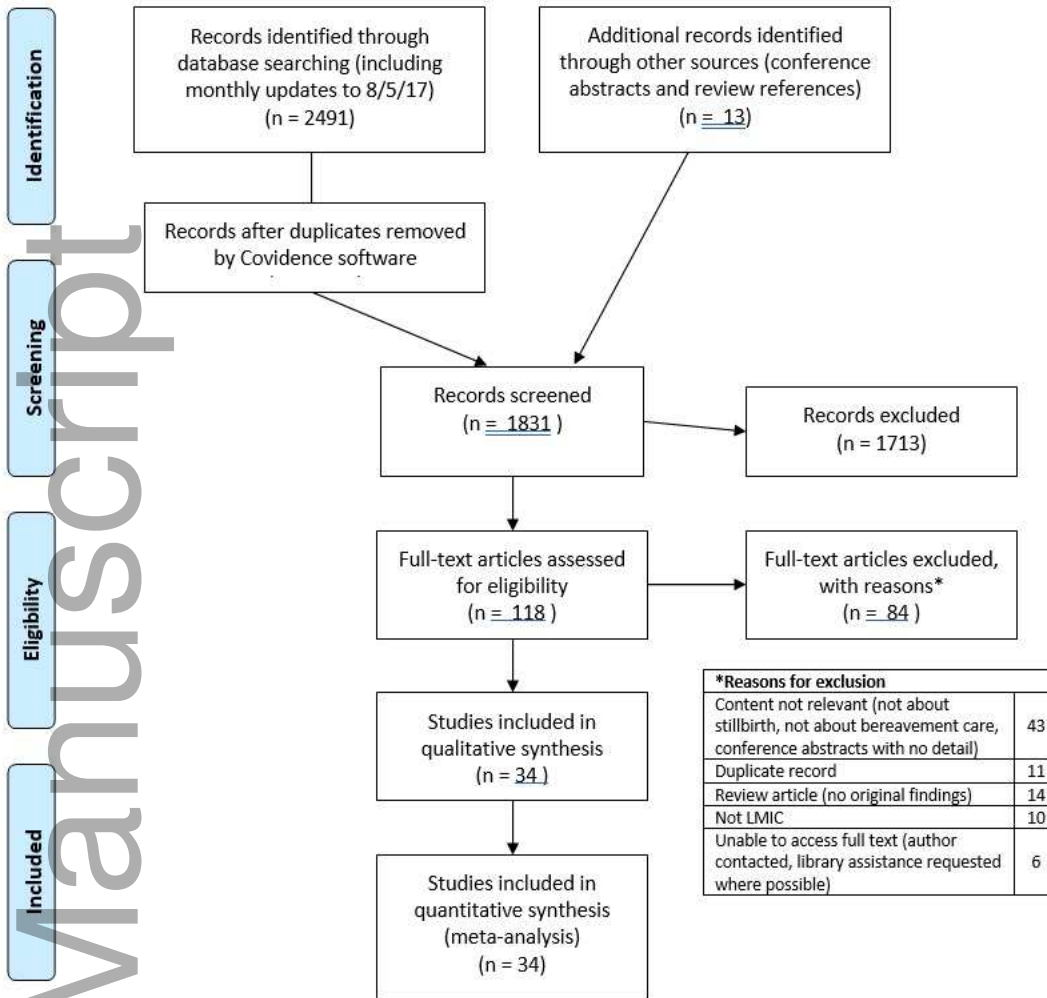 Identification
Records identified through
database searching (including
monthly updates to 8/5/17)
(n = 2491)
Additional records identified
through other sources (conference
abstracts and review references)
(n = 13)
Records after duplicates removed
by Covidence software
Screening
Records screened
(n = 1831 )
Records excluded
(n = 1713)
Eligibility
Full-text articles assessed
for eligibility
(n = 118 )
Full-text articles excluded,
with reasons*
(n = 84 )
*Reasons for exclusion
Content not relevant (not about
stillbirth, not about bereavement care,
conference abstracts with no detail)
43
Duplicate record 11
Review article (no original findings) 14
Not LMIC 10
Unable to access full text (author
contacted, library assistance requested
where possible)
6
Studies included in
qualitative synthesis
(n = 34 )
Included
Studies included in
quantitative synthesis
(meta-analysis)
(n = 34)
Manuscript